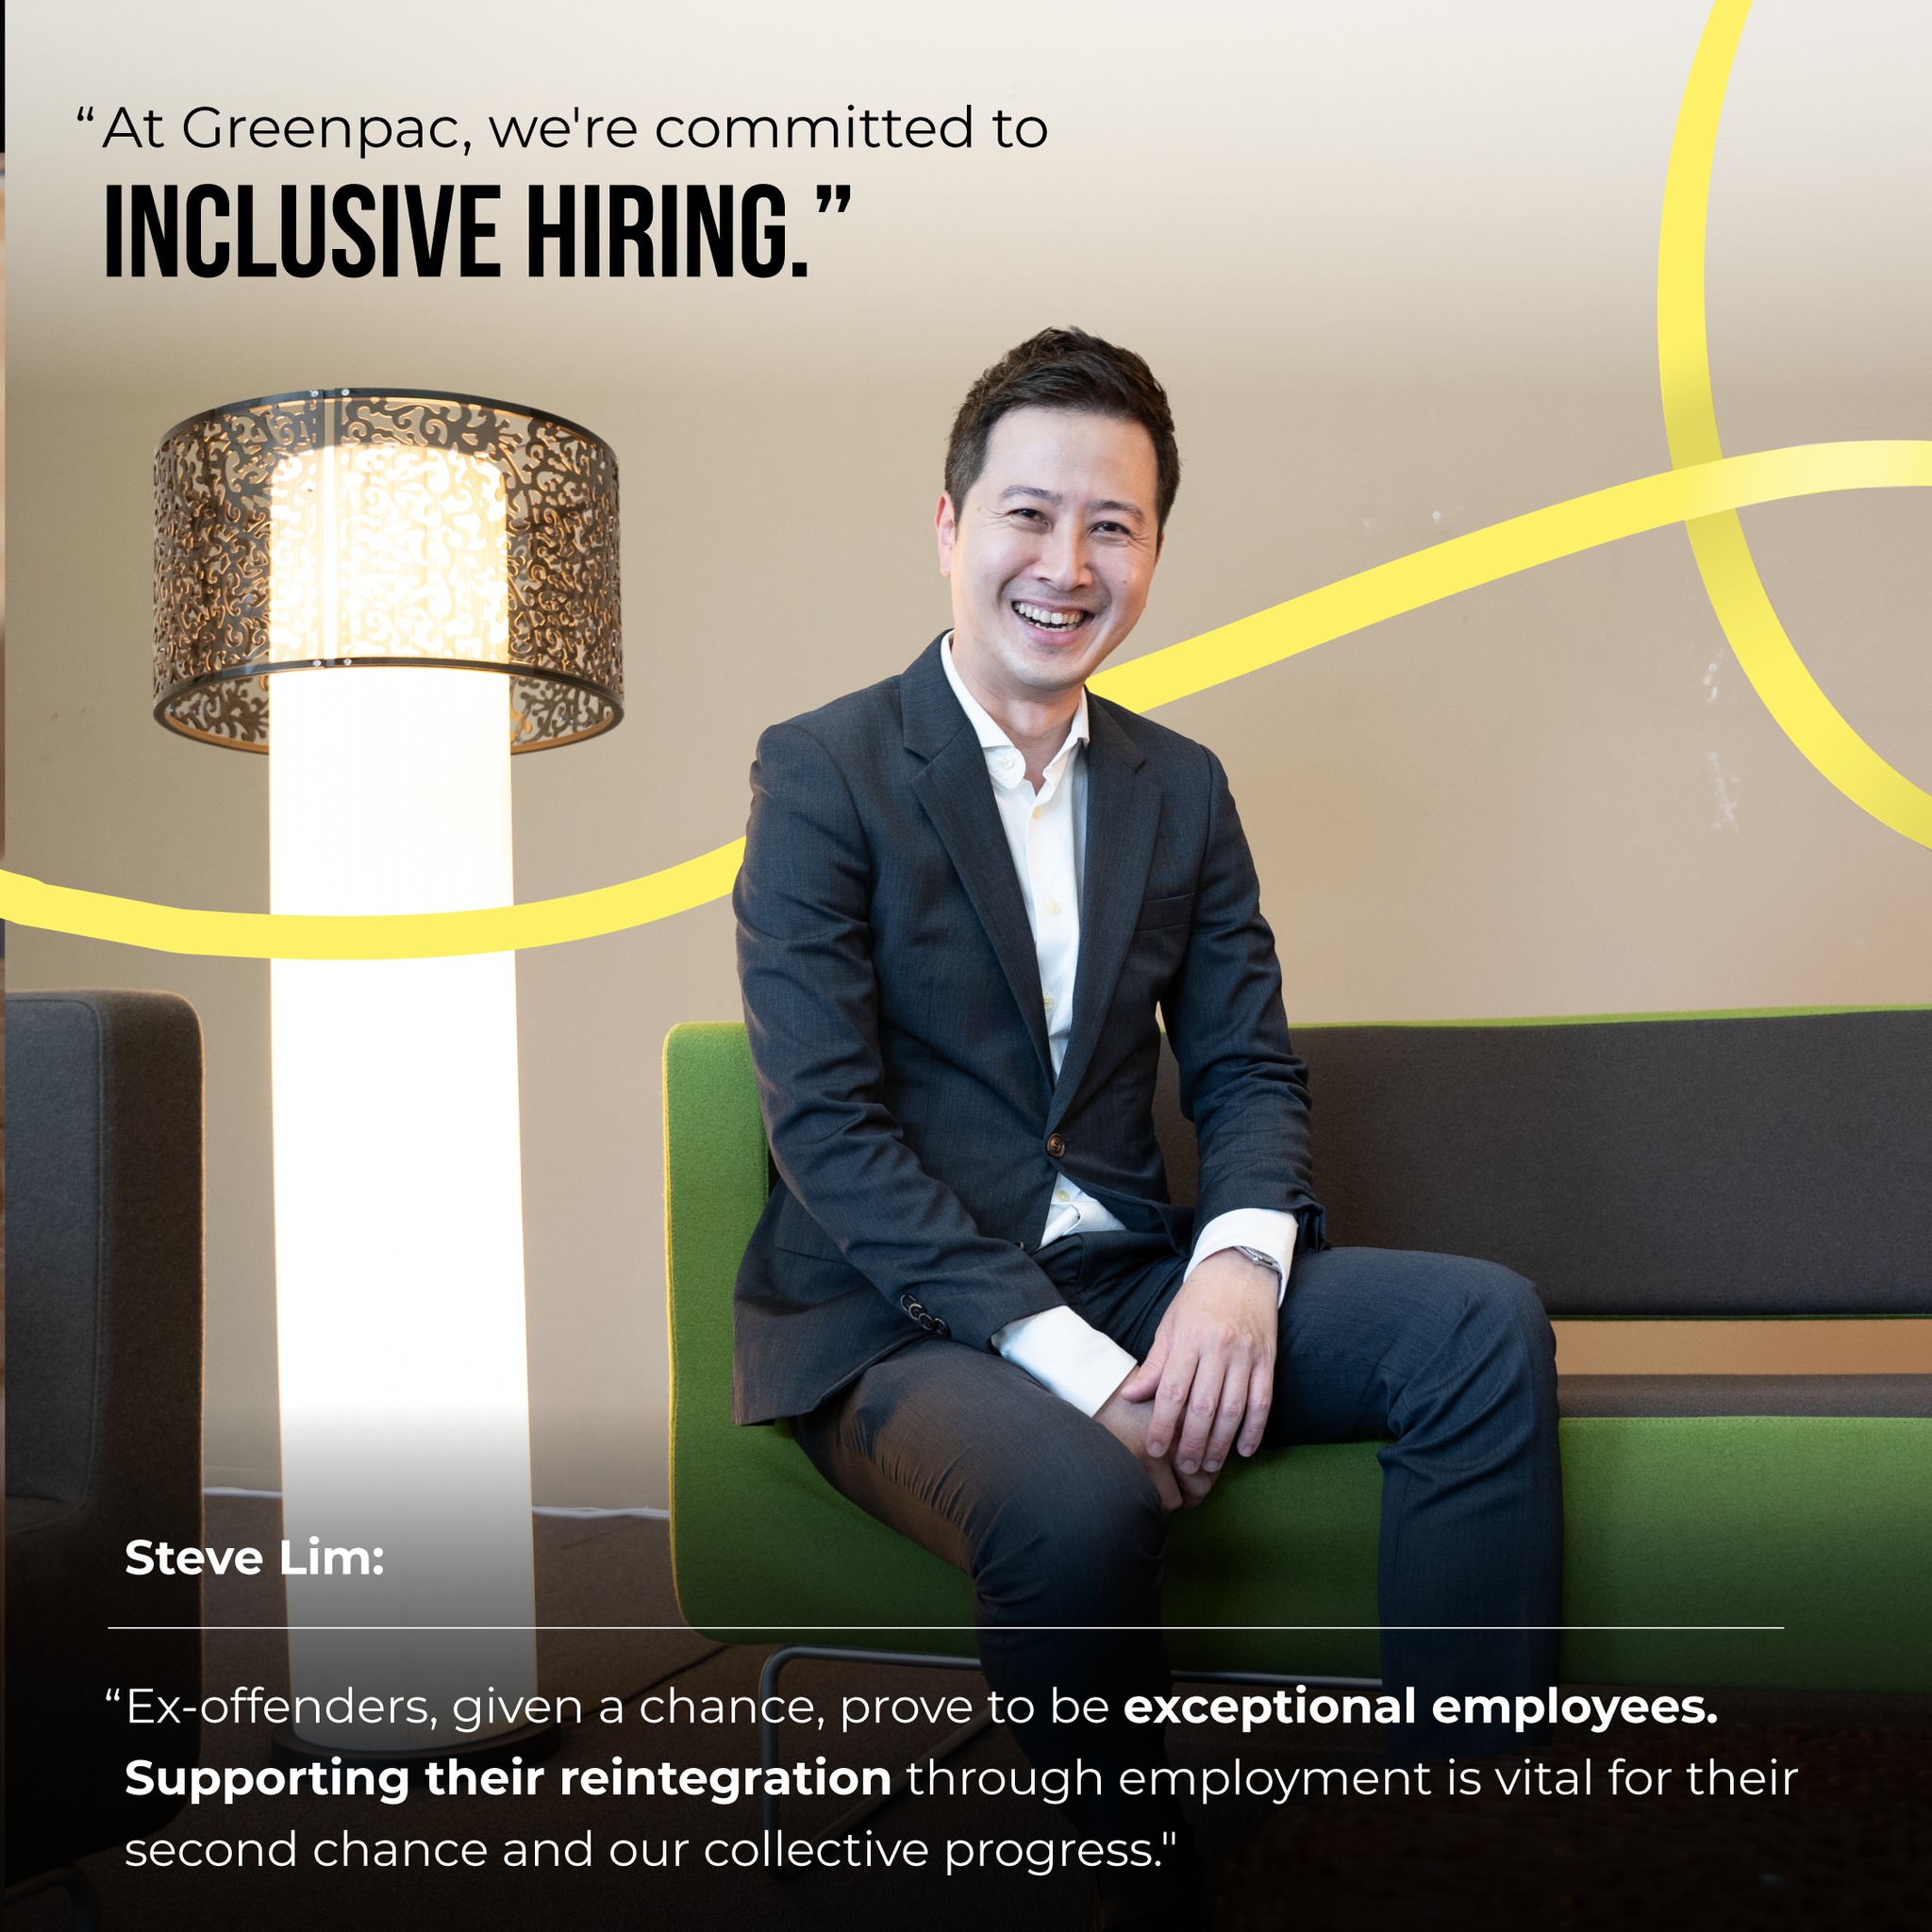 “At Greenpac, we're committed to
INCLUSIVE HIRING.”
Steve Lim:
“Ex-offenders, given a chance, prove to be exceptional employees.
Supporting their reintegration through employment is vital for their
second chance and our collective progress."